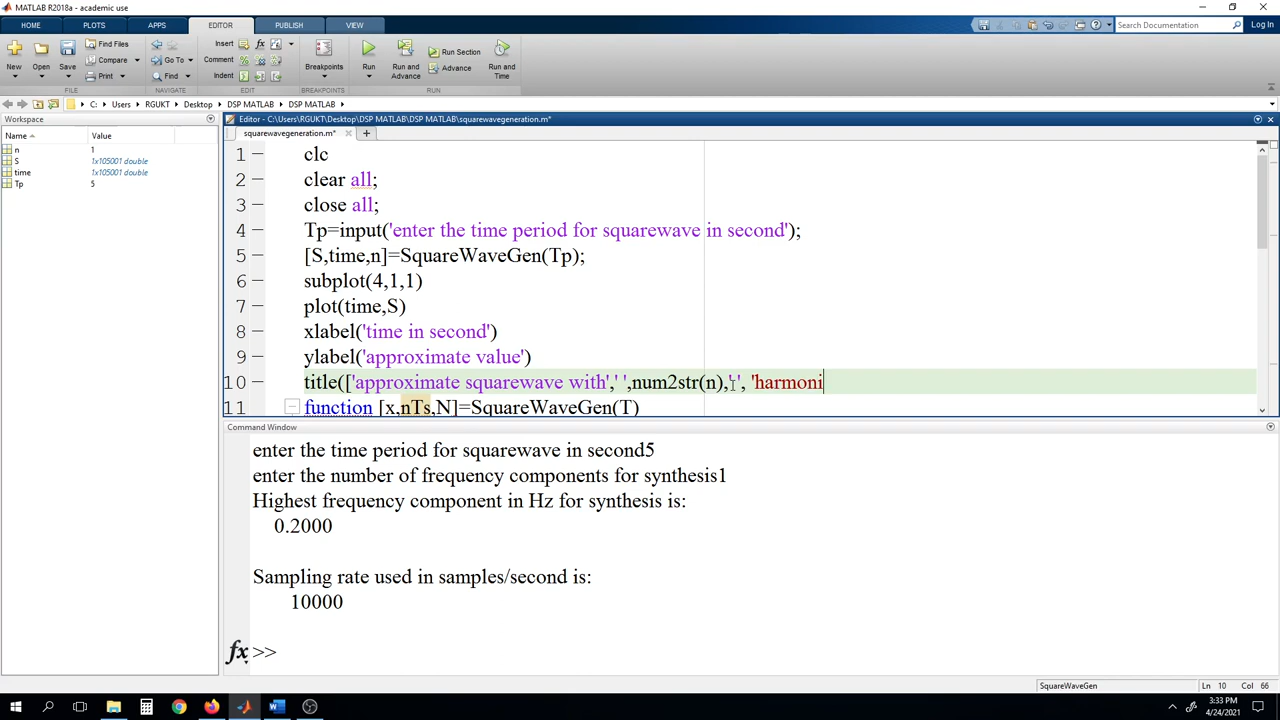 MATLAB R2018a - academic use
HOME PLOTS APPS EDITOR PUBLISH VIEW Search Documentation Log In
New Open Save Find Files Compare Print Go To Find Insert Comment Indent fx Breakpoints Run Run and Advance Run Section Advance Run and Time
FILE NAVIGATE EDIT BREAKPOINTS RUN
C: Users RGUKT Desktop DSP MATLAB DSP MATLAB
Workspace
Name Value
n 1
S 1x105001 double
time 1x105001 double
Tp 5
Editor - C:\Users\RGUKT\Desktop\DSP MATLAB\DSP MATLAB\squarewavegeneration.m*
squarewavegeneration.m*
1 clc
2 clear all;
3 close all;
4 Tp=input('enter the time period for squarewave in second');
5 [S,time,n]=SquareWaveGen(Tp);
6 subplot(4,1,1)
7 plot(time,S)
8 xlabel('time in second')
9 ylabel('approximate value')
10 title(['approximate squarewave with',' ',num2str(n),' ', 'harmoni
11 function [x,nTs,N]=SquareWaveGen(T)
Command Window
enter the time period for squarewave in second5
enter the number of frequency components for synthesis1
Highest frequency component in Hz for synthesis is:
0.2000
Sampling rate used in samples/second is:
10000
fx >>
SquareWaveGen Ln 10 Col 66
3:33 PM
4/24/2021